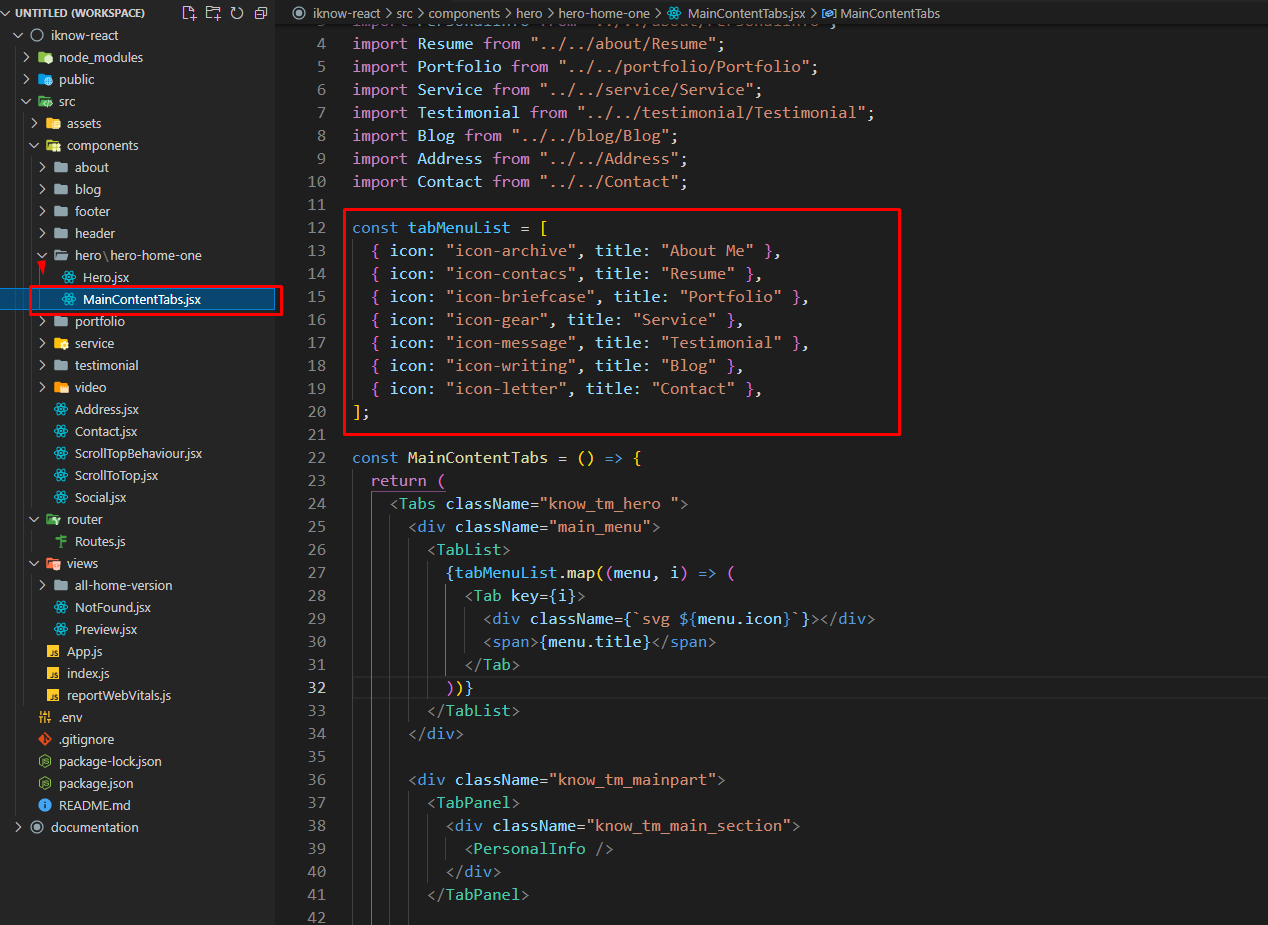 UNTITLED (WORKSPACE)
iknow-react
node_modules
public
src
assets
components
about
blog
footer
header
hero\hero-home-one
Hero.jsx
MainContentTabs.jsx
portfolio
service
testimonial
video
Address.jsx
Contact.jsx
ScrollTopBehaviour.jsx
ScrollToTop.jsx
Social.jsx
router
Routes.js
views
all-home-version
NotFound.jsx
Preview.jsx
JS App.js
JS index.js
JS reportWebVitals.js
.env
.gitignore
package-lock.json
package.json
README.md
documentation
iknow-react > src > components > hero > hero-home-one > MainContentTabs.jsx > MainContentTabs
4 import Resume from "../../about/Resume";
5 import Portfolio from "../../portfolio/Portfolio";
6 import Service from "../../service/Service";
7 import Testimonial from "../../testimonial/Testimonial";
8 import Blog from "../../blog/Blog";
9 import Address from "../../Address";
10 import Contact from "../../Contact";
11
12 const tabMenuList = [
13 { icon: "icon-archive", title: "About Me" },
14 { icon: "icon-contacs", title: "Resume" },
15 { icon: "icon-briefcase", title: "Portfolio" },
16 { icon: "icon-gear", title: "Service" },
17 { icon: "icon-message", title: "Testimonial" },
18 { icon: "icon-writing", title: "Blog" },
19 { icon: "icon-letter", title: "Contact" },
20 ];
21
22 const MainContentTabs = () => {
23 return (
24 <Tabs className="know_tm_hero ">
25 <div className="main_menu">
26 <TabList>
27 {tabMenuList.map((menu, i) => (
28 <Tab key={i}>
29 <div className={`svg ${menu.icon}`}></div>
30 <span>{menu.title}</span>
31 </Tab>
32 ))}
33 </TabList>
34 </div>
35
36 <div className="know_tm_mainpart">
37 <TabPanel>
38 <div className="know_tm_main_section">
39 <PersonalInfo />
40 </div>
41 </TabPanel>
42